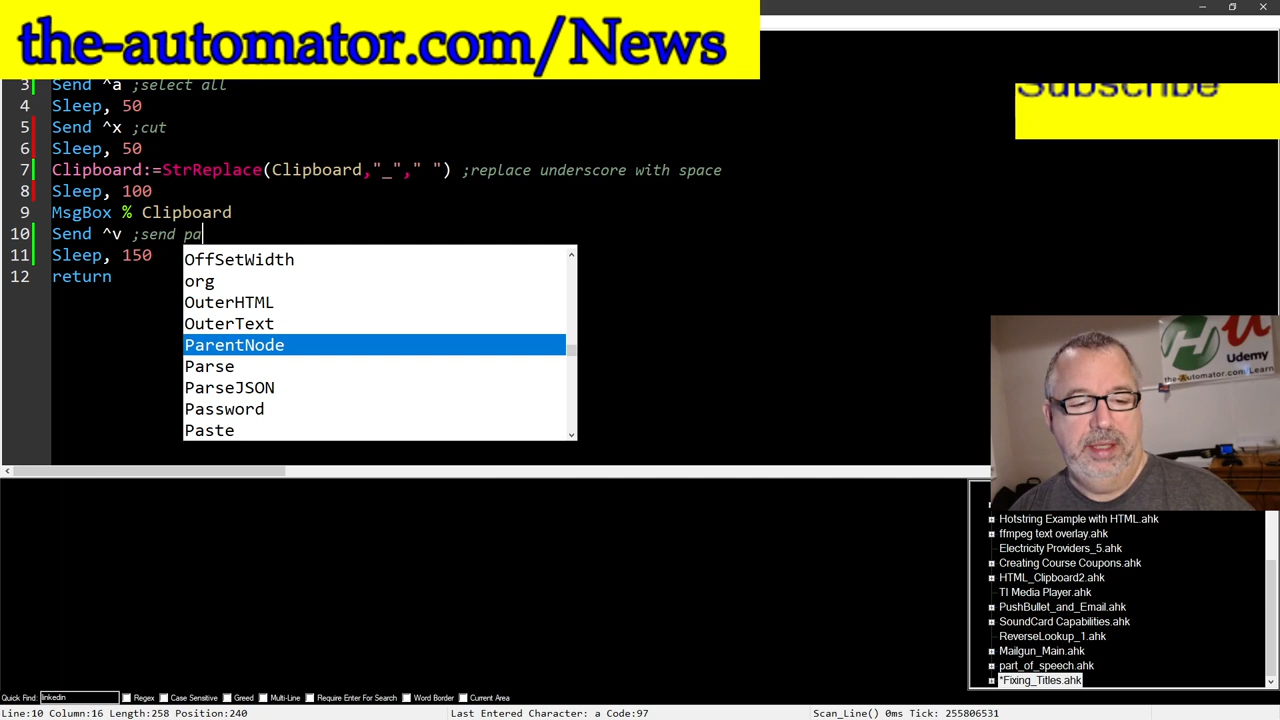 the-automator.com/News
Subscribe
3 Send ^a ;select all
4 Sleep, 50
5 Send ^x ;cut
6 Sleep, 50
7 Clipboard:=StrReplace(Clipboard,"_"," ") ;replace underscore with space
8 Sleep, 100
9 MsgBox % Clipboard
10 Send ^v ;send pa
11 Sleep, 150
12 return
OffSetWidth
org
OuterHTML
OuterText
ParentNode
Parse
ParseJSON
Password
Paste
Udemy
the-Automator.com/Learn
Hotstring Example with HTML.ahk
ffmpeg text overlay.ahk
Electricity Providers_5.ahk
Creating Course Coupons.ahk
HTML_Clipboard2.ahk
TI Media Player.ahk
PushBullet_and_Email.ahk
SoundCard Capabilities.ahk
ReverseLookup_1.ahk
Mailgun_Main.ahk
part_of_speech.ahk
*Fixing_Titles.ahk
Quick Find: linkedin Regex Case Sensitive Greed Multi-Line Require Enter For Search Word Border Current Area
Line:10 Column:16 Length:258 Position:240 Last Entered Character: a Code:97 Scan_Line() 0ms Tick: 255806531